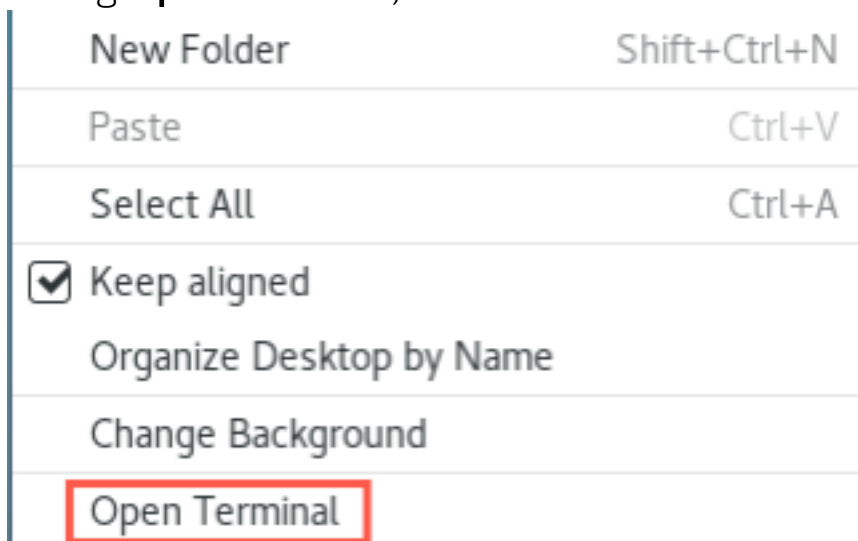 New Folder Shift+Ctrl+N
Paste Ctrl+V
Select All Ctrl+A
Keep aligned
Organize Desktop by Name
Change Background
Open Terminal